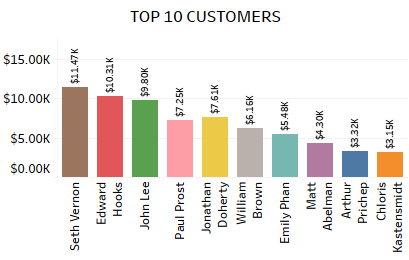 TOP 10 CUSTOMERS
$15.00K
$10.00K
$5.00K
$0.00K
$11.47K
$10.31K
$9.80K
$7.25K
$7.61K
$6.16K
$5.48K
$4.30K
$3.32K
$3.15K
Seth Vernon
Edward
Hooks
John Lee
Paul Prost
Jonathan
Doherty
William
Brown
Emily Phan
Matt
Abelman
Arthur
Prichep
Chloris
Kastensmidt